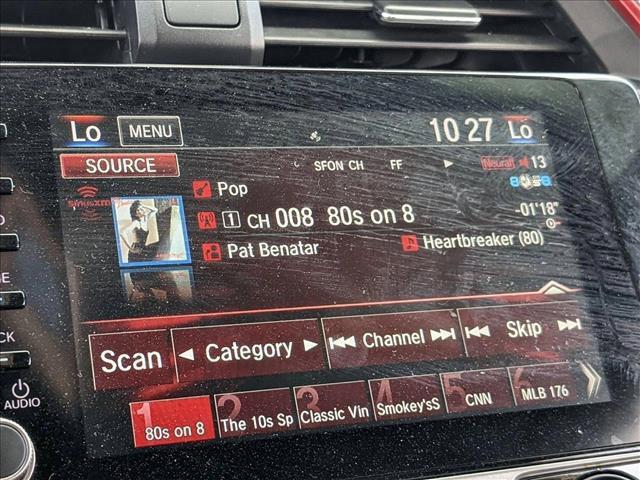 Lo MENU 10 27 Lo
SOURCE SFON CH FF Neural 13
siriusxm Pop
1 CH 008 80s on 8 -01'18"
Pat Benatar Heartbreaker (80)
Scan Category Channel Skip
1 80s on 8
2 The 10s Sp
3 Classic Vin
4 Smokey'sS
5 CNN
6 MLB 176
AUDIO